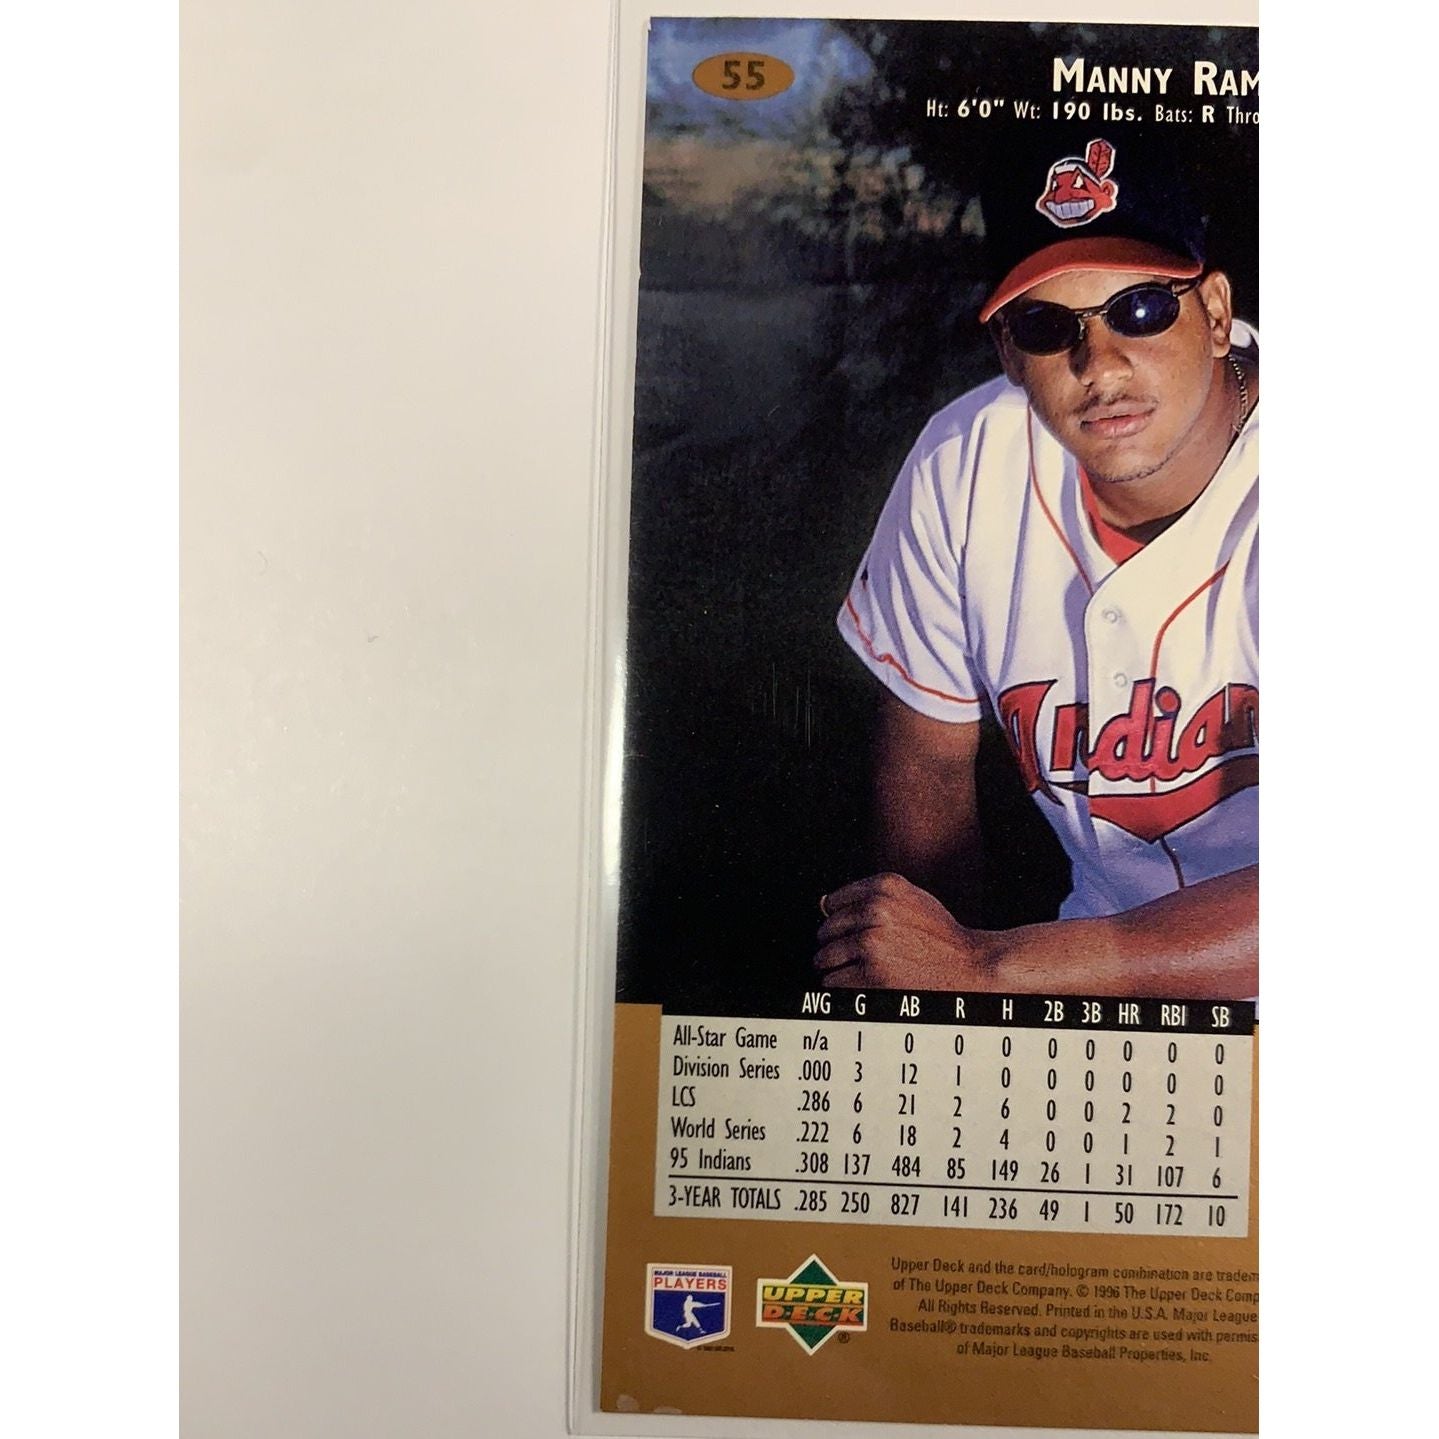 55
MANNY RAM
Ht: 6'0" Wt: 190 lbs. Bats: R Thro
Indian
AVG G AB R H 2B 3B HR RBI SB
All-Star Game n/a 1 0 0 0 0 0 0 0 0
Division Series .000 3 12 1 0 0 0 0 0 0
LCS .286 6 21 2 6 0 0 2 2 0
World Series .222 6 18 2 4 0 0 1 2 1
95 Indians .308 137 484 85 149 26 1 31 107 6
3-YEAR TOTALS .285 250 827 141 236 49 1 50 172 10
MAJOR LEAGUE BASEBALL
PLAYERS
UPPER
DECK
®
Upper Deck and the card/hologram combination are tradem
of The Upper Deck Company. © 1996 The Upper Deck Comp
All Rights Reserved. Printed in the U.S.A. Major League
Baseball® trademarks and copyrights are used with permis
of Major League Baseball Properties, Inc.